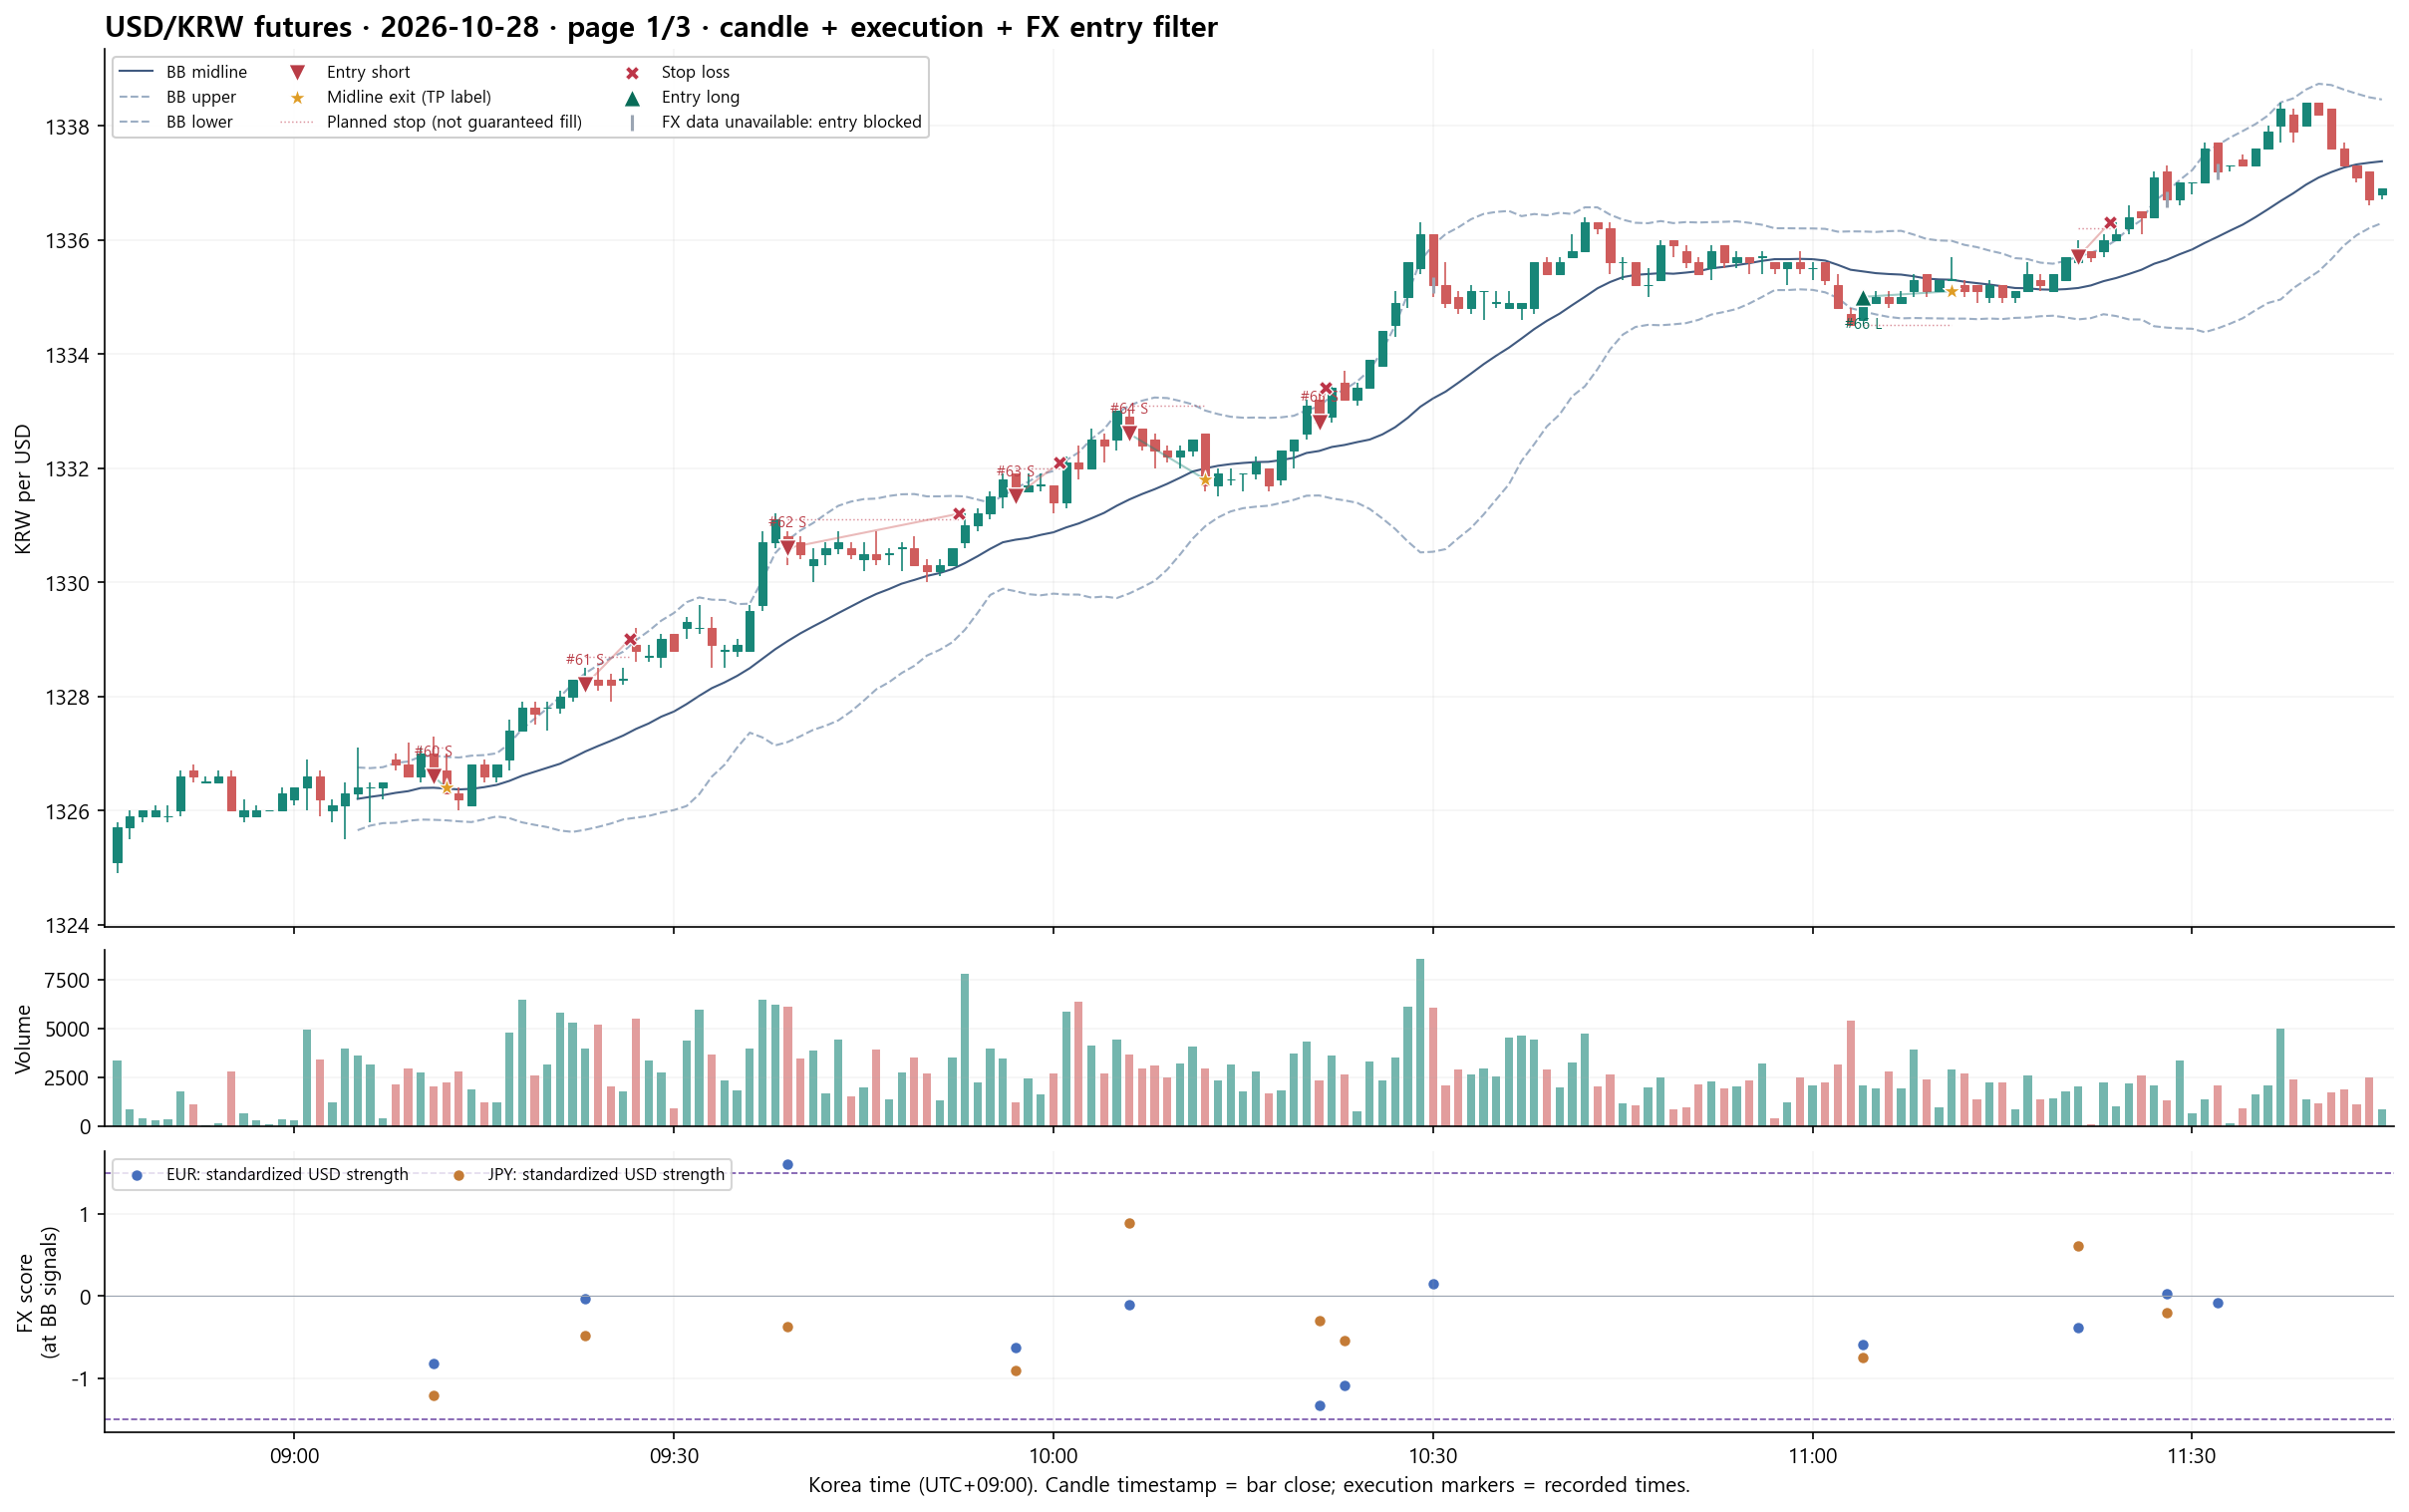 USD/KRW futures · 2026-10-28 · page 1/3 · candle + execution + FX entry filter
BB midline
BB upper
BB lower
Entry short
Midline exit (TP label)
Planned stop (not guaranteed fill)
Stop loss
Entry long
FX data unavailable: entry blocked
KRW per USD
1338
1336
1334
1332
1330
1328
1326
1324
#60 S
#61 S
#62 S
#63 S
#64 S
#66 L
Volume
7500
5000
2500
0
EUR: standardized USD strength
JPY: standardized USD strength
FX score
(at BB signals)
1
0
-1
09:00
09:30
10:00
10:30
11:00
11:30
Korea time (UTC+09:00). Candle timestamp = bar close; execution markers = recorded times.